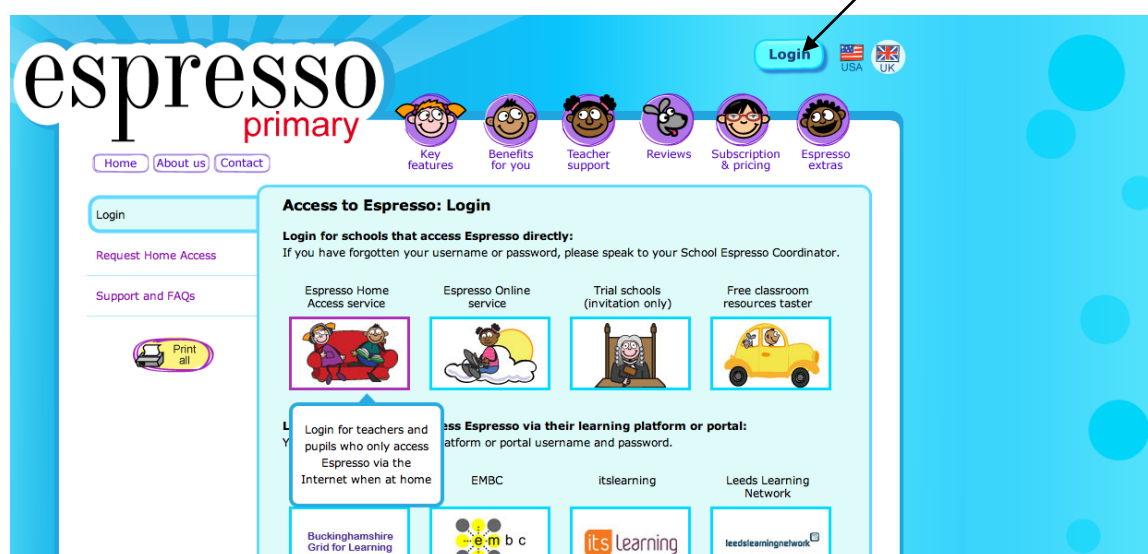 espresso
primary
Login
USA
UK
Home
About us
Contact
Key
features
Benefits
for you
Teacher
support
Reviews
Subscription
& pricing
Espresso
extras
Login
Request Home Access
Support and FAQs
Print
all
Access to Espresso: Login
Login for schools that access Espresso directly:
If you have forgotten your username or password, please speak to your School Espresso Coordinator.
Espresso Home
Access service
Espresso Online
service
Trial schools
(invitation only)
Free classroom
resources taster
Login for teachers and
pupils who only access
Espresso via the
Internet when at home
L ess Espresso via their learning platform or portal:
Y atform or portal username and password.
EMBC
itslearning
Leeds Learning
Network
Buckinghamshire
Grid for Learning
e m b c
its learning
leedslearningnetwork